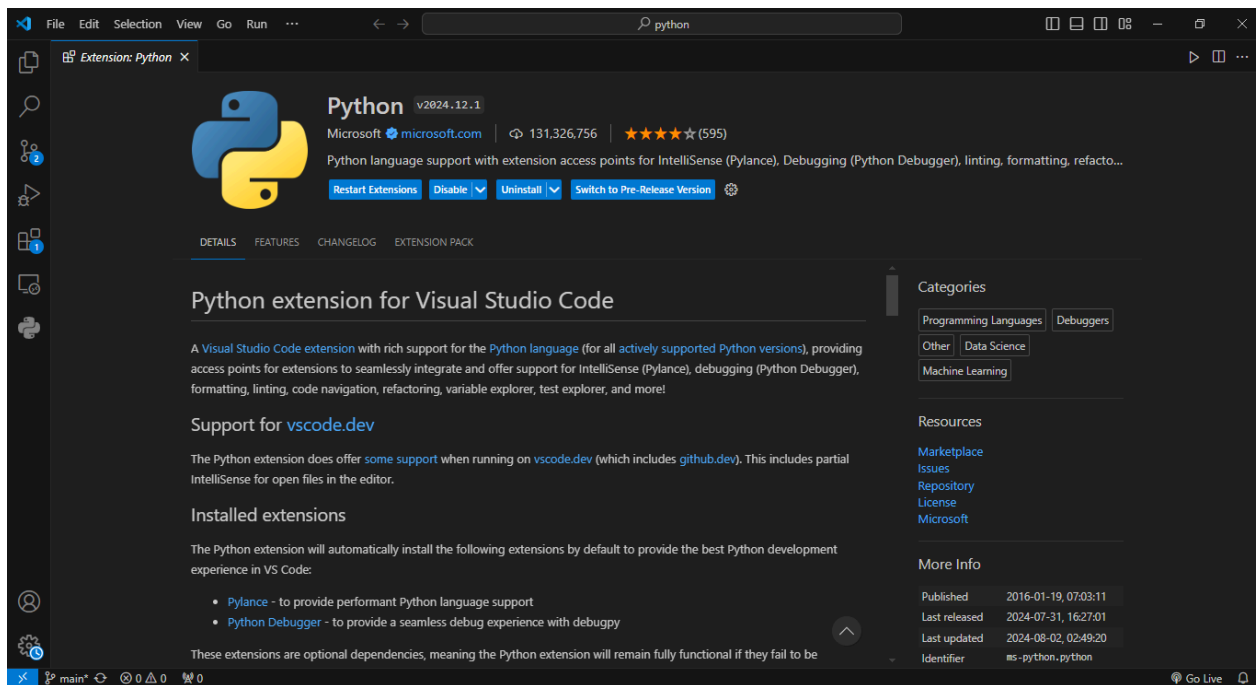 File Edit Selection View Go Run ··· python
Extension: Python
Python v2024.12.1
Microsoft microsoft.com 131,326,756 (595)
Python language support with extension access points for IntelliSense (Pylance), Debugging (Python Debugger), linting, formatting, refacto...
Restart Extensions Disable Uninstall Switch to Pre-Release Version
DETAILS FEATURES CHANGELOG EXTENSION PACK
Python extension for Visual Studio Code
A Visual Studio Code extension with rich support for the Python language (for all actively supported Python versions), providing
access points for extensions to seamlessly integrate and offer support for IntelliSense (Pylance), debugging (Python Debugger),
formatting, linting, code navigation, refactoring, variable explorer, test explorer, and more!
Support for vscode.dev
The Python extension does offer some support when running on vscode.dev (which includes github.dev). This includes partial
IntelliSense for open files in the editor.
Installed extensions
The Python extension will automatically install the following extensions by default to provide the best Python development
experience in VS Code:
• Pylance - to provide performant Python language support
• Python Debugger - to provide a seamless debug experience with debugpy
These extensions are optional dependencies, meaning the Python extension will remain fully functional if they fail to be
Categories
Programming Languages Debuggers
Other Data Science
Machine Learning
Resources
Marketplace
Issues
Repository
License
Microsoft
More Info
Published 2016-01-19, 07:03:11
Last released 2024-07-31, 16:27:01
Last updated 2024-08-02, 02:49:20
Identifier ms-python.python
2
1
main* 0 0 0 Go Live